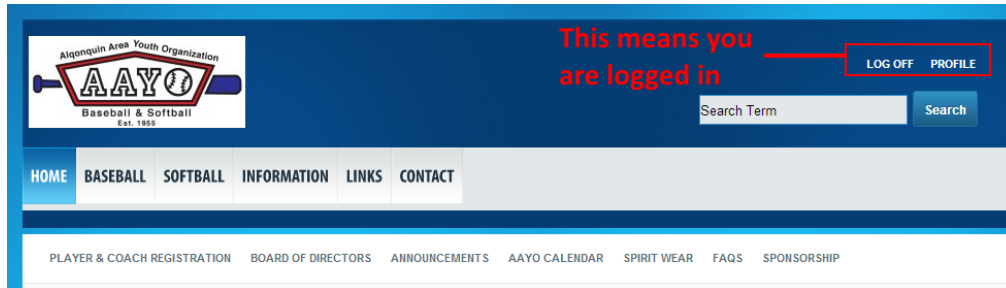 Alqonquin Area Youth Organization
AAYO
Baseball & Softball
Est. 1955
This means you
are logged in
LOG OFF PROFILE
Search Term Search
HOME BASEBALL SOFTBALL INFORMATION LINKS CONTACT
PLAYER & COACH REGISTRATION BOARD OF DIRECTORS ANNOUNCEMENTS AAYO CALENDAR SPIRIT WEAR FAQS SPONSORSHIP